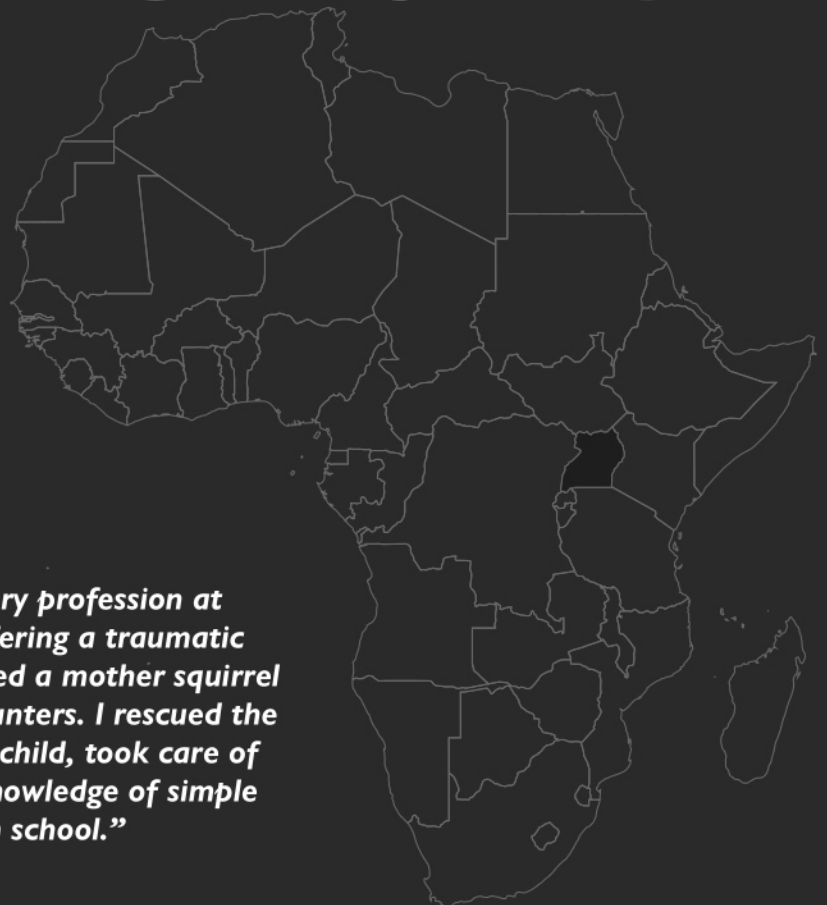 ry profession at
ering a traumatic
ed a mother squirrel
unters. I rescued the
child, took care of
nowledge of simple
school.”